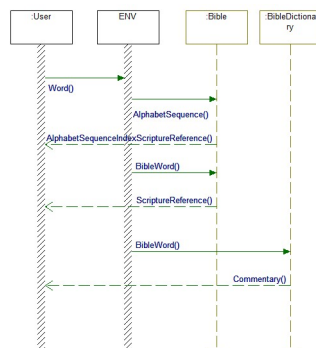 :User
ENV
:Bible
:BibleDictiona
ry
Word()
AlphabetSequence()
AlphabetSequenceIndexScriptureReference()
BibleWord()
ScriptureReference()
BibleWord()
Commentary()